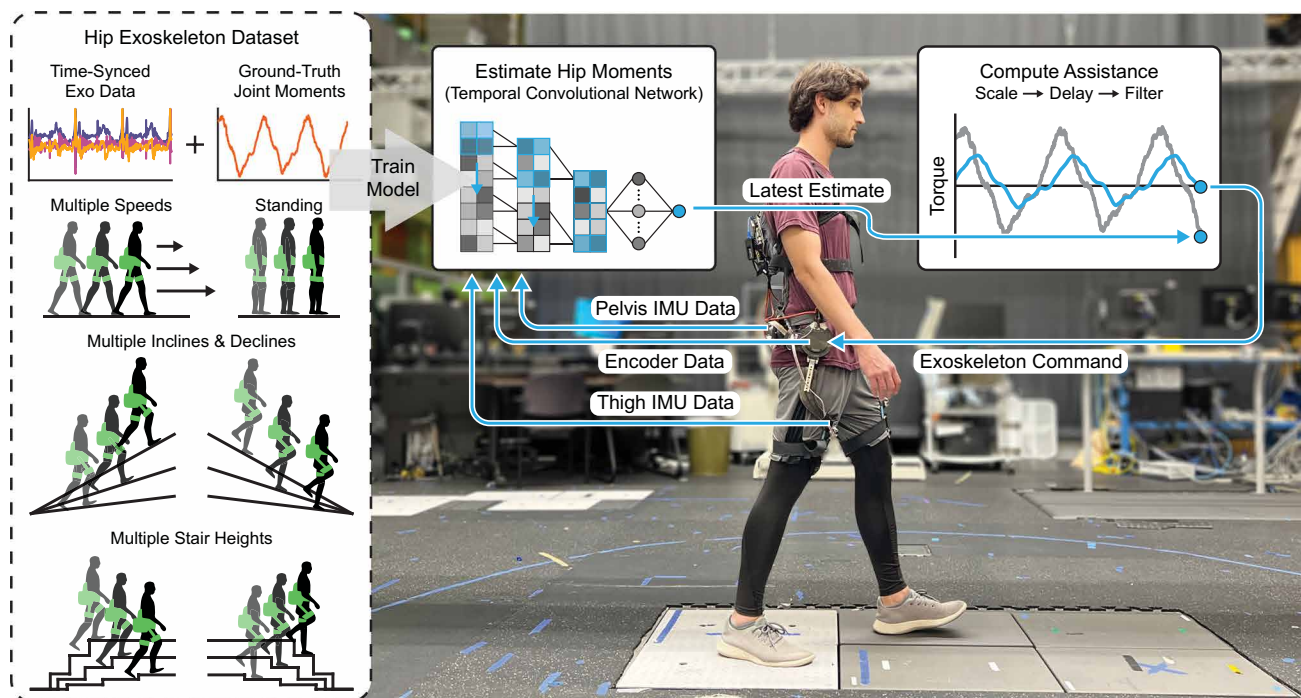 Hip Exoskeleton Dataset
Time-Synced
Exo Data
+
Ground-Truth
Joint Moments
Multiple Speeds
Standing
Multiple Inclines & Declines
Multiple Stair Heights
Train
Model
Estimate Hip Moments
(Temporal Convolutional Network)
Latest Estimate
Compute Assistance
Scale → Delay → Filter
Torque
Pelvis IMU Data
Encoder Data
Exoskeleton Command
Thigh IMU Data